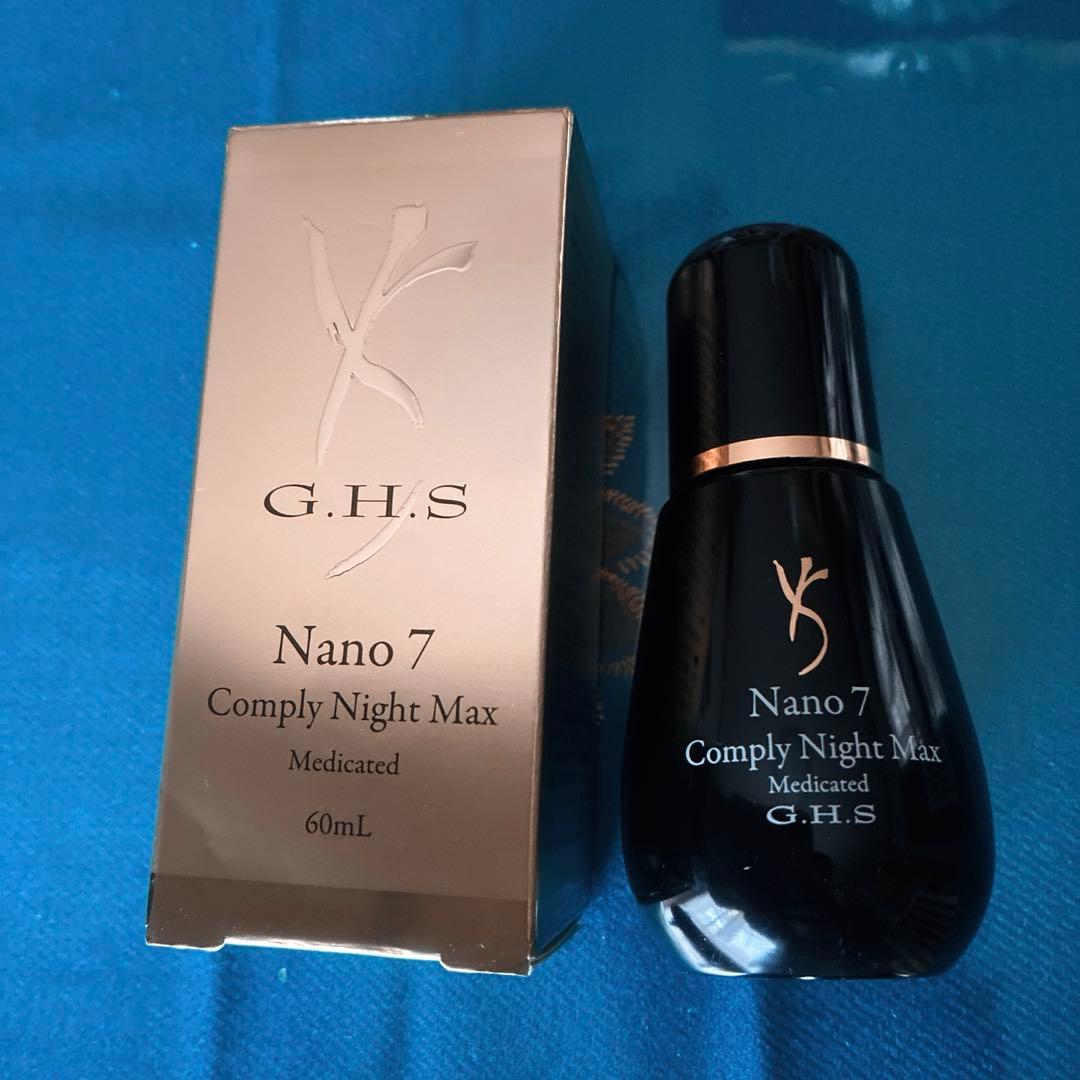 G.H.S
Nano 7
Comply Night Max
Medicated
60mL
Nano 7
Comply Night Max
Medicated
G.H.S